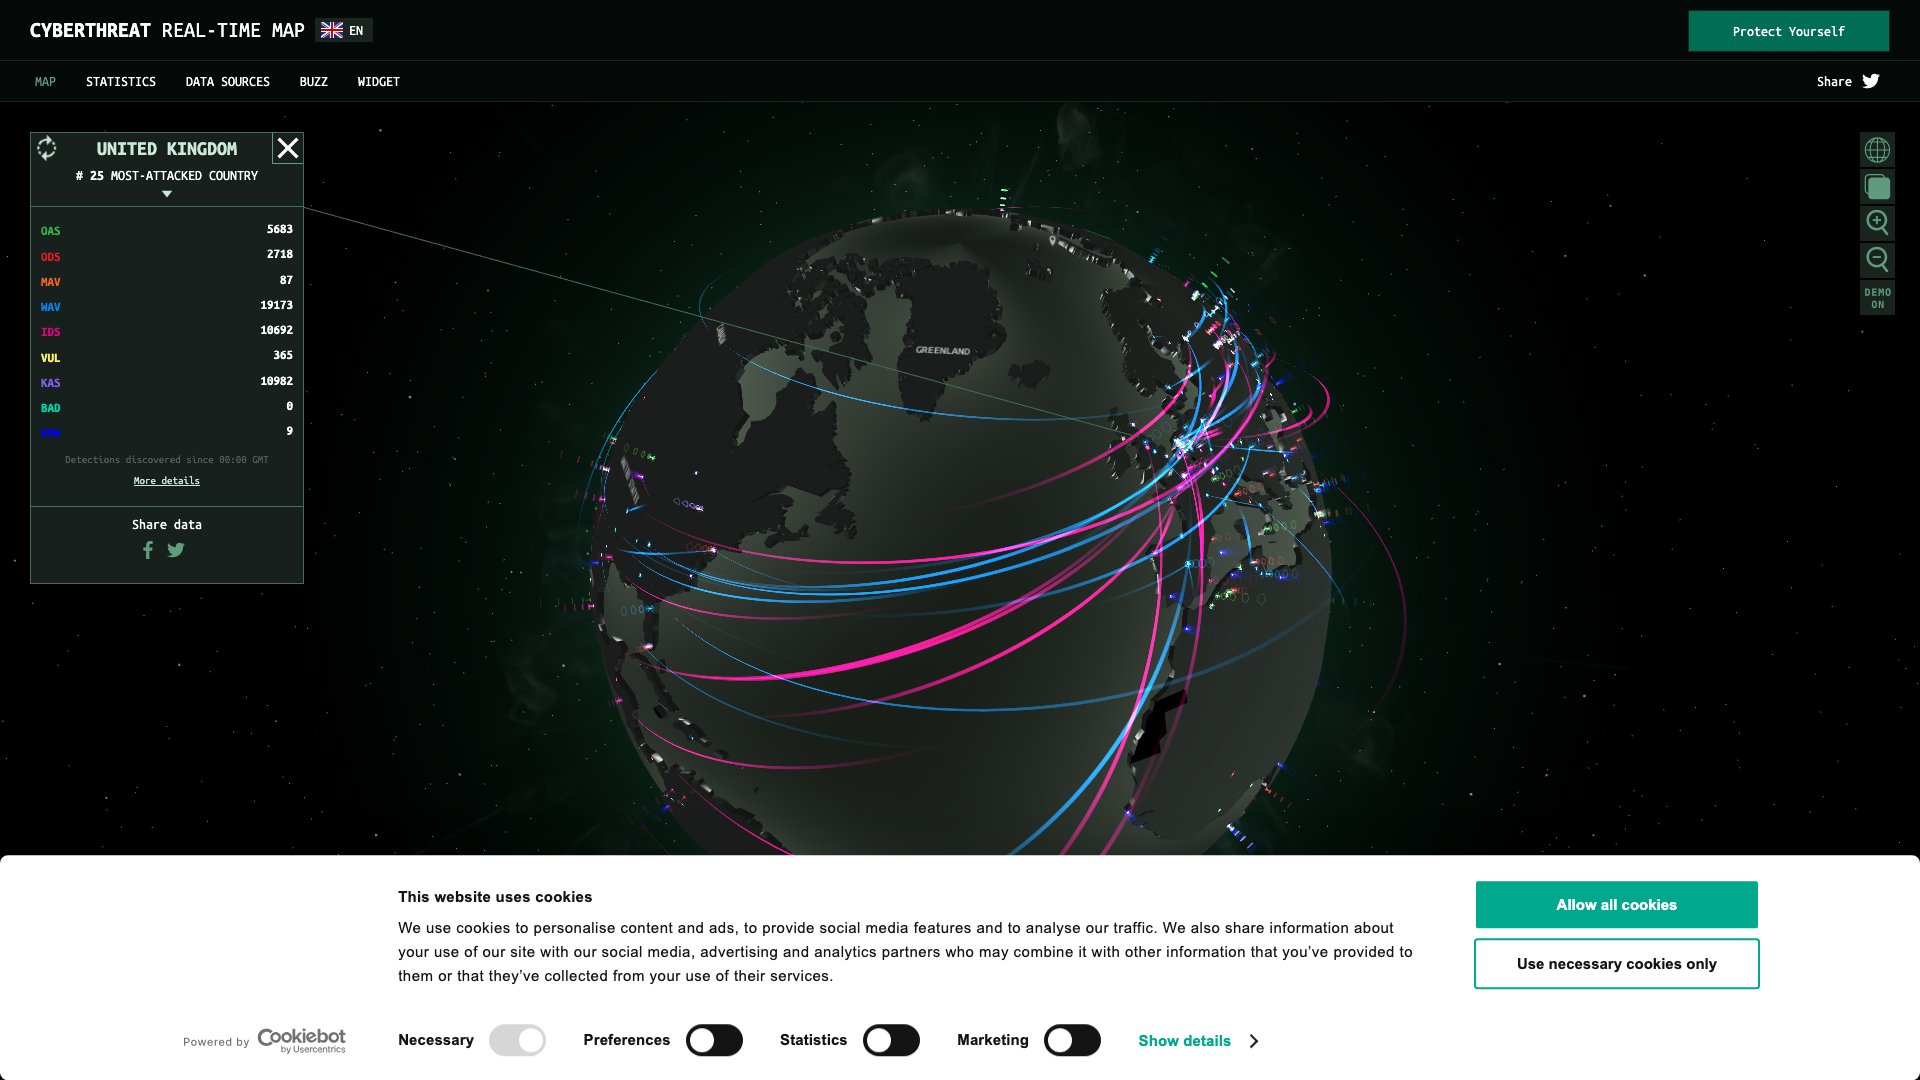 CYBERTHREAT REAL-TIME MAP EN
Protect Yourself
MAP STATISTICS DATA SOURCES BUZZ WIDGET
Share
UNITED KINGDOM
# 25 MOST-ATTACKED COUNTRY
OAS 5683
ODS 2718
MAV 87
WAV 19173
IDS 10692
VUL 365
KAS 10982
BAD 0
RMW 9
Detections discovered since 00:00 GMT
More details
Share data
GREENLAND
DEMO
ON
This website uses cookies
We use cookies to personalise content and ads, to provide social media features and to analyse our traffic. We also share information about
your use of our site with our social media, advertising and analytics partners who may combine it with other information that you've provided to
them or that they've collected from your use of their services.
Allow all cookies
Use necessary cookies only
Powered by Cookiebot
by Usercentrics
Necessary Preferences Statistics Marketing Show details